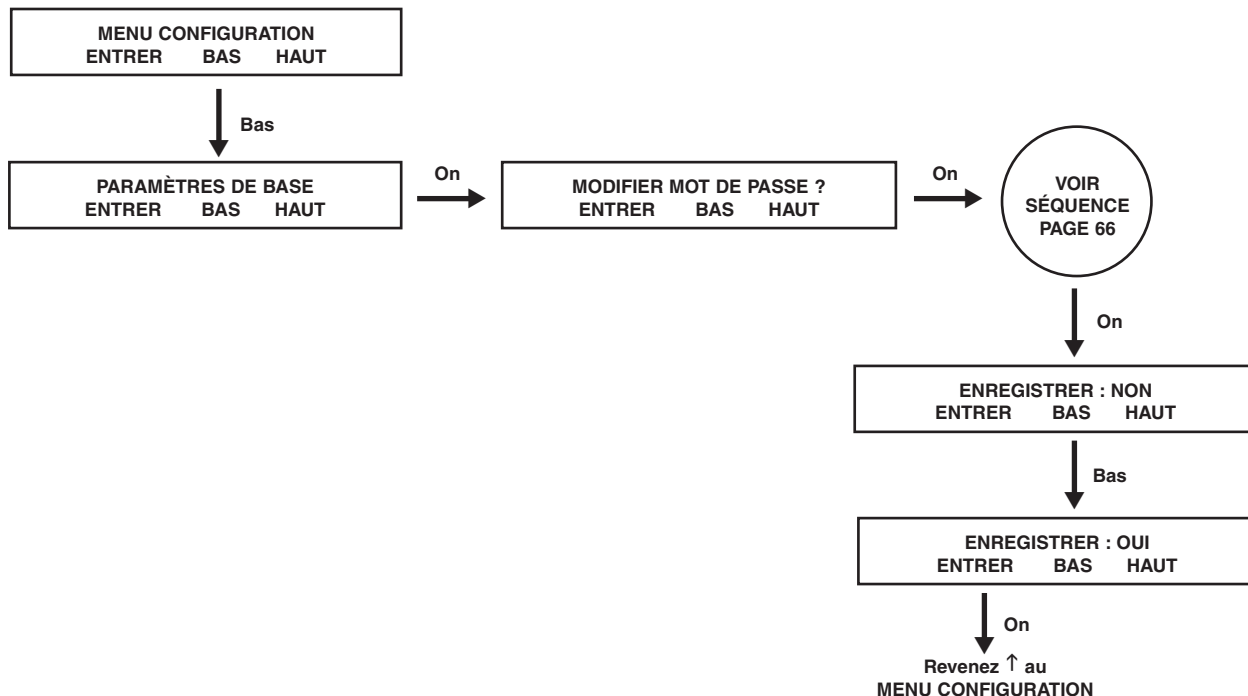 MENU CONFIGURATION
ENTRER BAS HAUT
Bas
PARAMÈTRES DE BASE
ENTRER BAS HAUT
On
MODIFIER MOT DE PASSE ?
ENTRER BAS HAUT
On
VOIR
SÉQUENCE
PAGE 66
On
ENREGISTRER : NON
ENTRER BAS HAUT
Bas
ENREGISTRER : OUI
ENTRER BAS HAUT
On
Revenez ↑ au
MENU CONFIGURATION